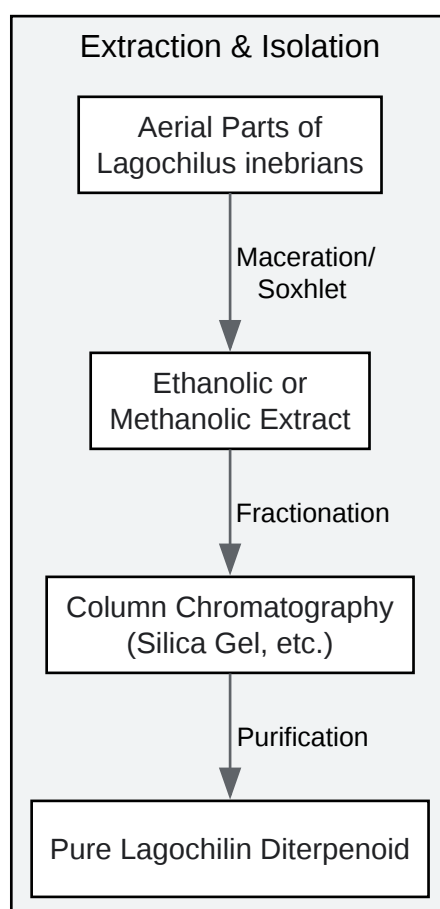 Extraction & Isolation
Aerial Parts of
Lagochilus inebrians
Maceration/
Soxhlet
Ethanolic or
Methanolic Extract
Fractionation
Column Chromatography
(Silica Gel, etc.)
Purification
Pure Lagochilin Diterpenoid